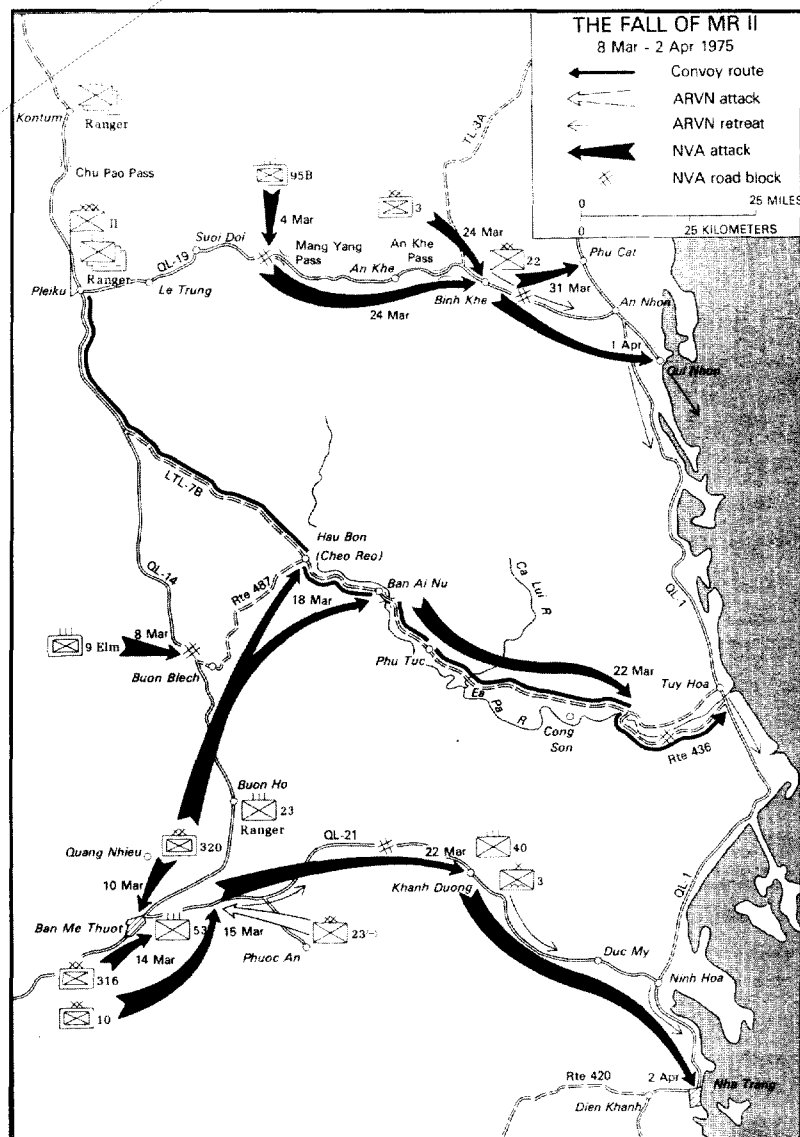 THE FALL OF MR II
8 Mar - 2 Apr 1975
Convoy route
ARVN attack
ARVN retreat
NVA attack
NVA road block
0
25 MILES
0
25 KILOMETERS
Kontum
Ranger
TL-3A
Chu Pao Pass
95B
II
4 Mar
3
24 Mar
Suoi Doi
Mang Yang
Pass
An Khe
Pass
22
Phu Cat
Ranger
QL-19
An Khe
31 Mar
Pleiku
Le Trung
Binh Khe
An Nhon
24 Mar
1 Apr
Qui Nhon
LTL-7B
Hau Bon
(Cheo Reo)
QL-14
Rte 487
18 Mar
Ban Ai Nu
Ca Lui R
QL-1
9 Elm
8 Mar
Buon Blech
Phu Tuc
22 Mar
Tuy Hoa
Ea Pa R
Cong
Son
Rte 436
Buon Ho
23
Ranger
QL-21
Quang Nhieu
320
22 Mar
40
10 Mar
Khanh Duong
3
QL-1
Ban Me Thuot
53
15 Mar
23(-)
14 Mar
Phuoc An
Duc My
316
Ninh Hoa
10
Rte 420
2 Apr
Nha Trang
Dien Khanh